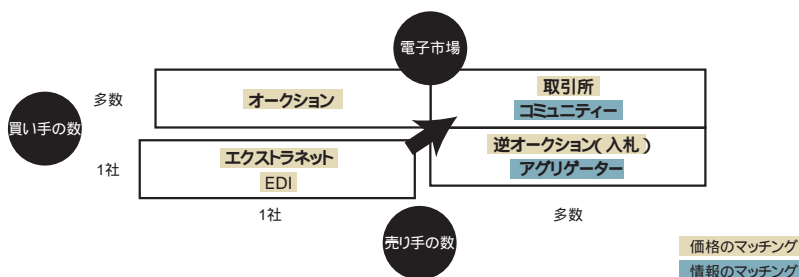 電子市場
多数
オークション
取引所
コミュニティー
買い手の数
1社
エクストラネット
EDI
逆オークション(入札)
アグリゲーター
1社
多数
売り手の数
価格のマッチング
情報のマッチング